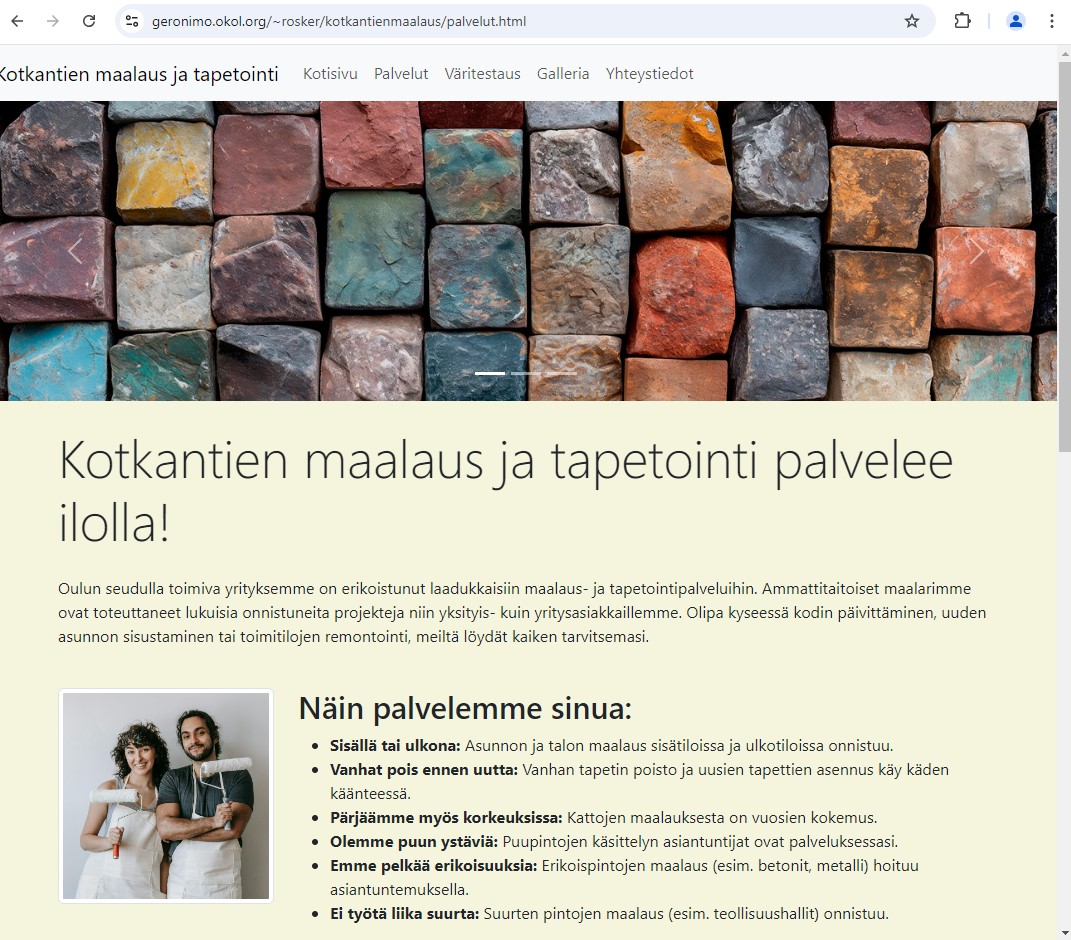 geronimo.okol.org/~rosker/kotkantienmaalaus/palvelut.html
Kotkantien maalaus ja tapetointi Kotisivu Palvelut Väritestaus Galleria Yhteystiedot
Kotkantien maalaus ja tapetointi palvelee
ilolla!
Oulun seudulla toimiva yrityksemme on erikoistunut laadukkaisiin maalaus- ja tapetointipalveluihin. Ammattitaitoiset maalarimme
ovat toteuttaneet lukuisia onnistuneita projekteja niin yksityis- kuin yritysasiakkaillemme. Olipa kyseessä kodin päivittäminen, uuden
asunnon sisustaminen tai toimitilojen remontointi, meiltä löydät kaiken tarvitsemasi.
Näin palvelemme sinua:
• Sisällä tai ulkona: Asunnon ja talon maalaus sisätiloissa ja ulkotiloissa onnistuu.
• Vanhat pois ennen uutta: Vanhan tapetin poisto ja uusien tapettien asennus käy käden
käänteessä.
• Pärjäämme myös korkeuksissa: Kattojen maalauksesta on vuosien kokemus.
• Olemme puun ystäviä: Puupintojen käsittelyn asiantuntijat ovat palveluksessasi.
• Emme pelkää erikoisuuksia: Erikoispintojen maalaus (esim. betonit, metalli) hoituu
asiantuntemuksella.
• Ei työtä liika suurta: Suurten pintojen maalaus (esim. teollisuushallit) onnistuu.